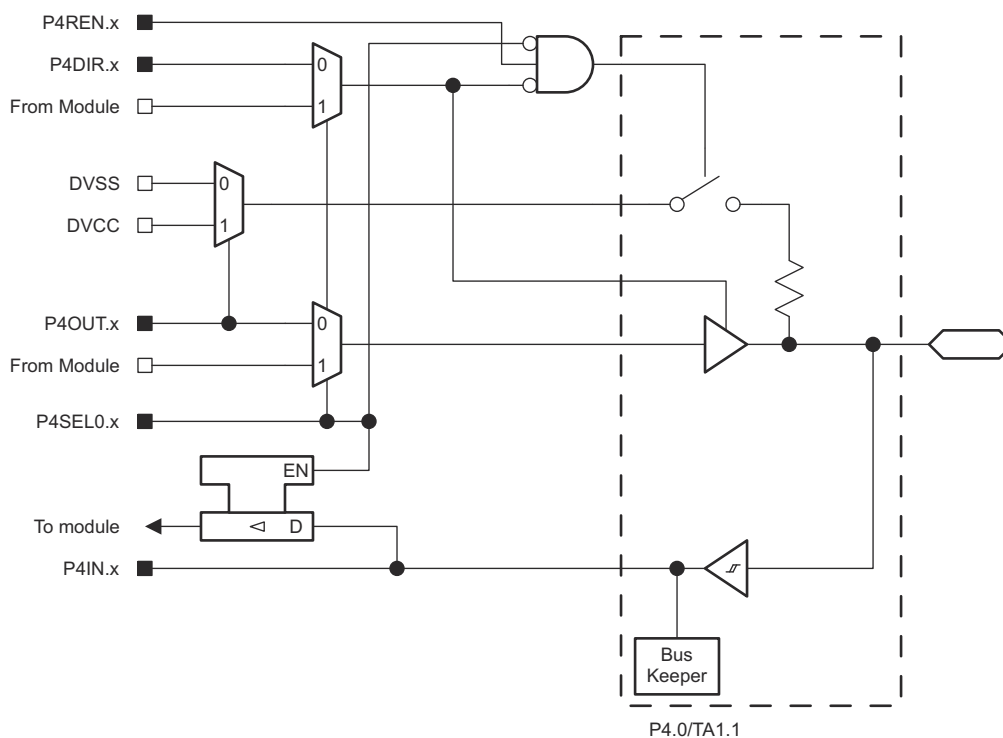 P4REN.x
P4DIR.x
0
From Module
1
DVSS
0
DVCC
1
P4OUT.x
0
From Module
1
P4SEL0.x
EN
To module
D
P4IN.x
Bus
Keeper
P4.0/TA1.1